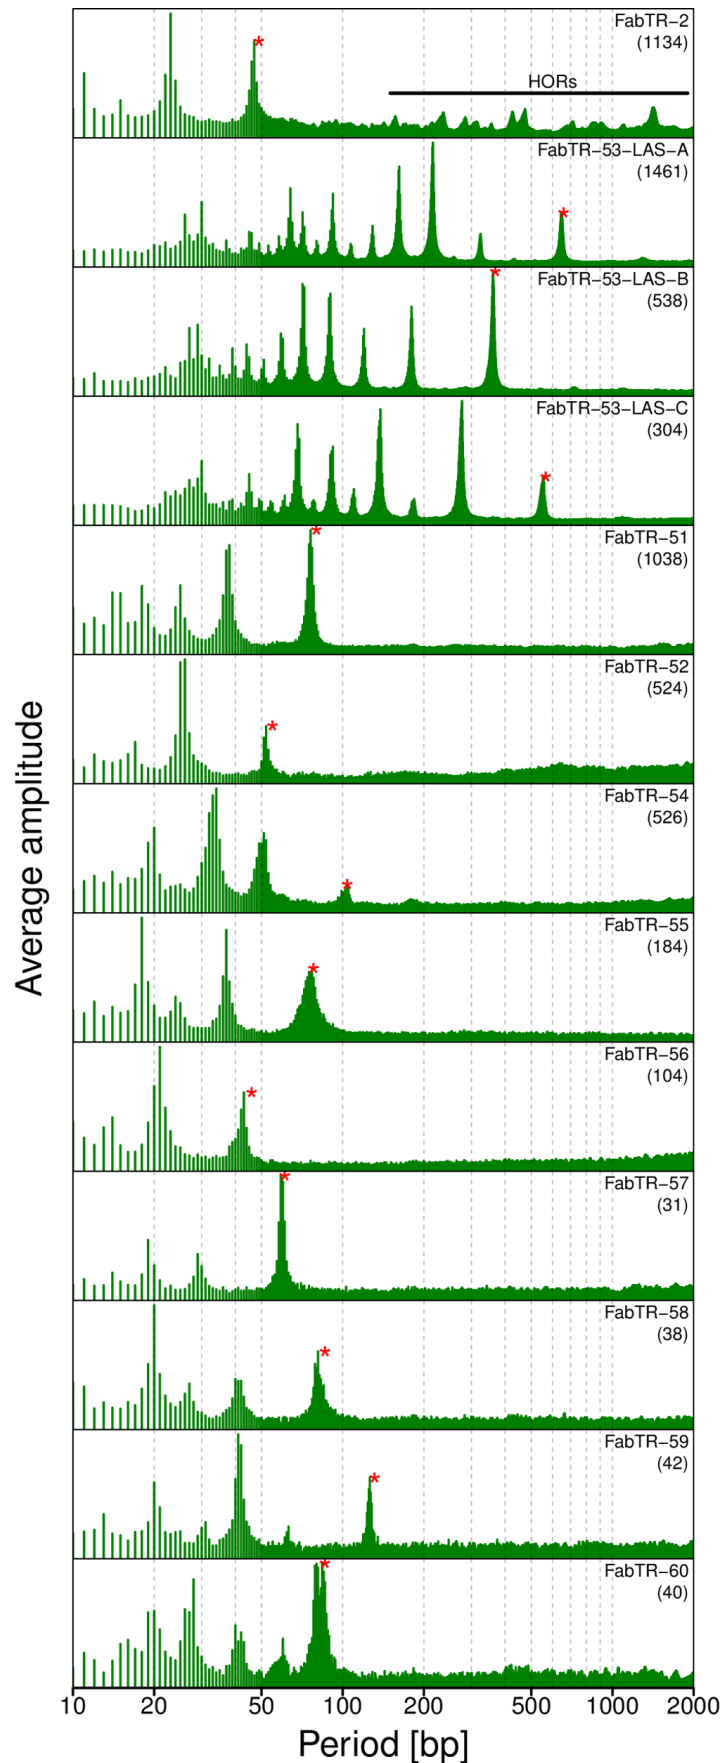 FabTR−2
(1134)
HORs
FabTR−53−LAS−A
(1461)
FabTR−53−LAS−B
(538)
FabTR−53−LAS−C
(304)
FabTR−51
(1038)
FabTR−52
(524)
FabTR−54
(526)
FabTR−55
(184)
FabTR−56
(104)
FabTR−57
(31)
FabTR−58
(38)
FabTR−59
(42)
FabTR−60
(40)
Average amplitude
10 20 50 100 200 500 1000 2000
Period [bp]